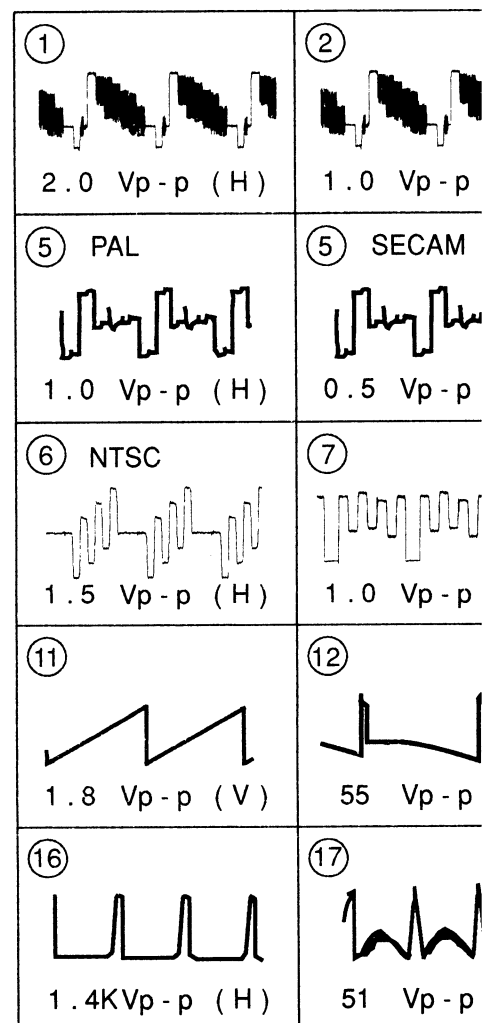 1 2
2.0 Vp-p (H) 1.0 Vp-p
5 PAL 5 SECAM
1.0 Vp-p (H) 0.5 Vp-p
6 NTSC 7
1.5 Vp-p (H) 1.0 Vp-p
11 12
1.8 Vp-p (V) 55 Vp-p
16 17
1.4KVp-p (H) 51 Vp-p